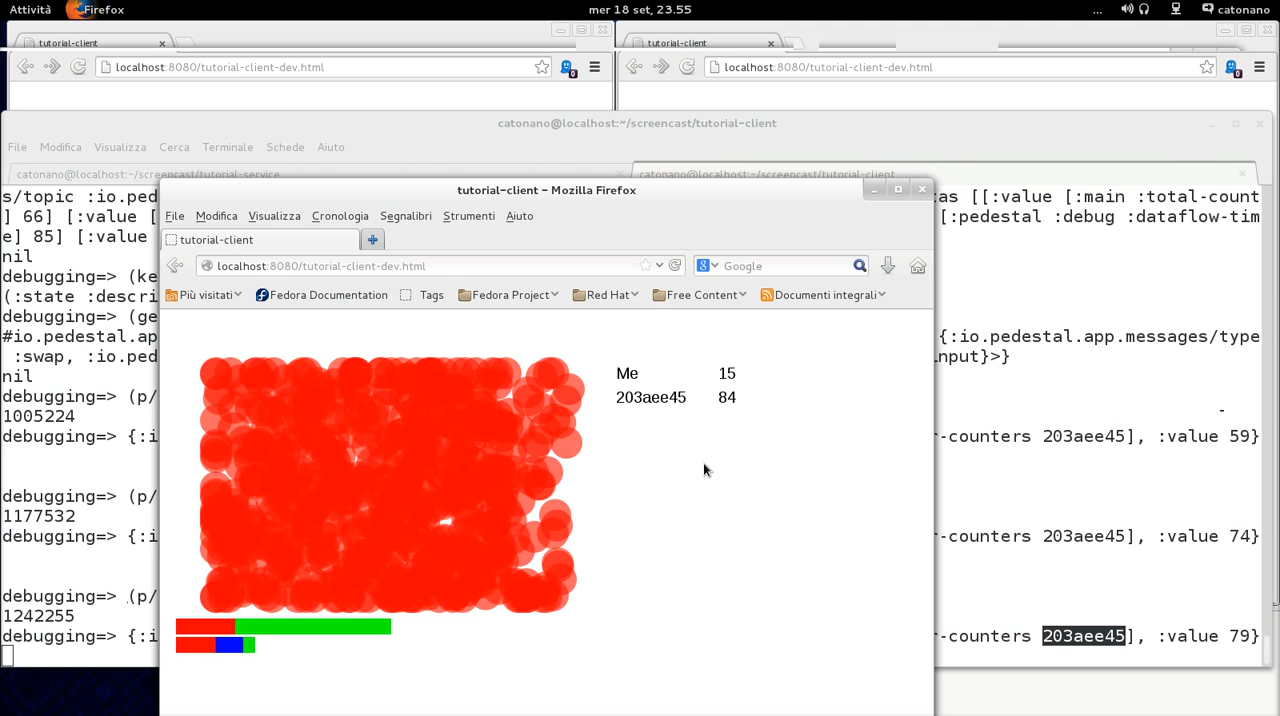 Attività Firefox mer 18 set, 23.55 ... catonano
tutorial-client
tutorial-client
localhost:8080/tutorial-client-dev.html
0
localhost:8080/tutorial-client-dev.html
0
catonano@localhost:~/screencast/tutorial-client
File Modifica Visualizza Cerca Terminale Schede Aiuto
catonano@localhost:~/screencast/tutorial-service
catonano@localhost:~/screencast/tutorial-client
s/topic :io.ped
as [[:value [:main :total-count
] 66] [:value [
[:pedestal :debug :dataflow-tim
e] 85] [:value
nil
debugging=> (ke
(:state :descri
debugging=> (ge
#io.pedestal.ap
{:io.pedestal.app.messages/type
:swap, :io.ped
input}>}
nil
debugging=> (p/
1005224
debugging=> {:i
r-counters 203aee45], :value 59}
debugging=> (p/
1177532
debugging=> {:i
r-counters 203aee45], :value 74}
debugging=> (p/
1242255
debugging=> {:i
r-counters 203aee45], :value 79}
tutorial-client - Mozilla Firefox
File Modifica Visualizza Cronologia Segnalibri Strumenti Aiuto
tutorial-client
localhost:8080/tutorial-client-dev.html
Google
Più visitati Fedora Documentation Tags Fedora Project Red Hat Free Content Documenti integrali
Me 15
203aee45 84